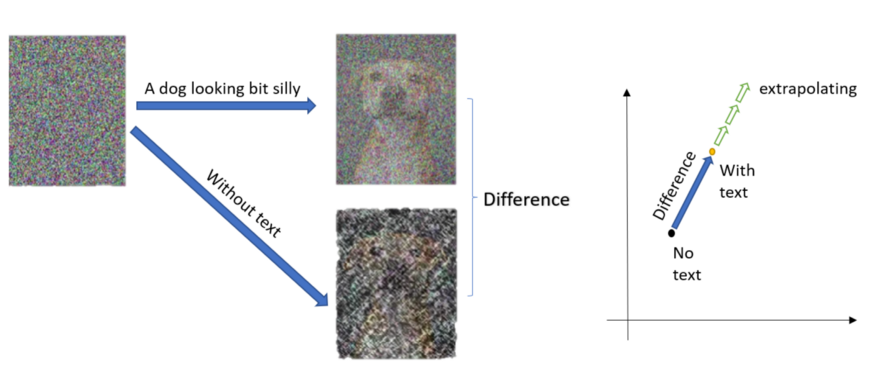 A dog looking bit silly
Without text
Difference
extrapolating
Difference
With
text
No
text